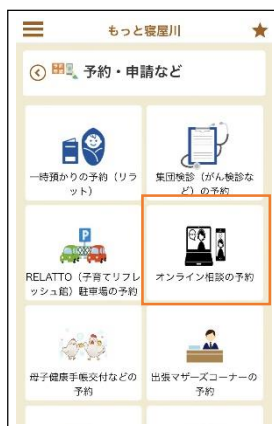 もっと寝屋川
予約・申請など
一時預かりの予約（リラ
ット）
集団検診（がん検診な
ど）の予約
P
RELATTO（子育てリフレ
ッシュ館）駐車場の予約
オンライン相談の予約
母子健康手帳交付などの
予約
出張マザーズコーナーの
予約